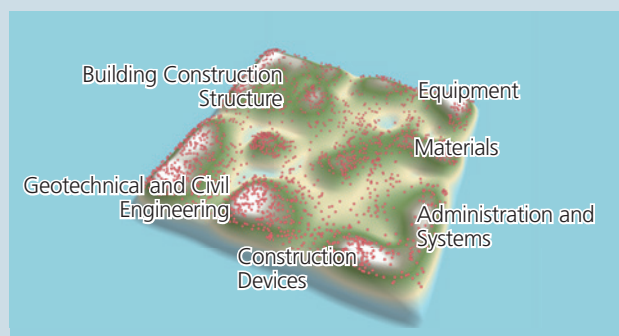 Building Construction
Structure
Equipment
Materials
Geotechnical and Civil
Engineering
Administration and
Systems
Construction
Devices